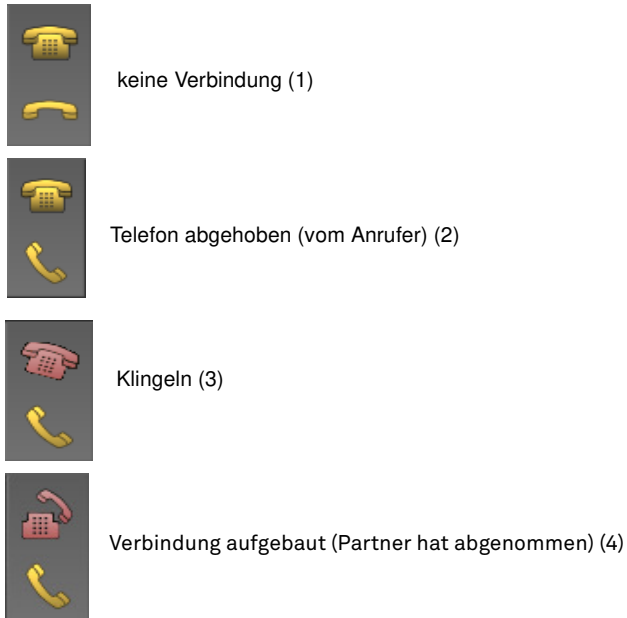 keine Verbindung (1)
Telefon abgehoben (vom Anrufer) (2)
Klingeln (3)
Verbindung aufgebaut (Partner hat abgenommen) (4)